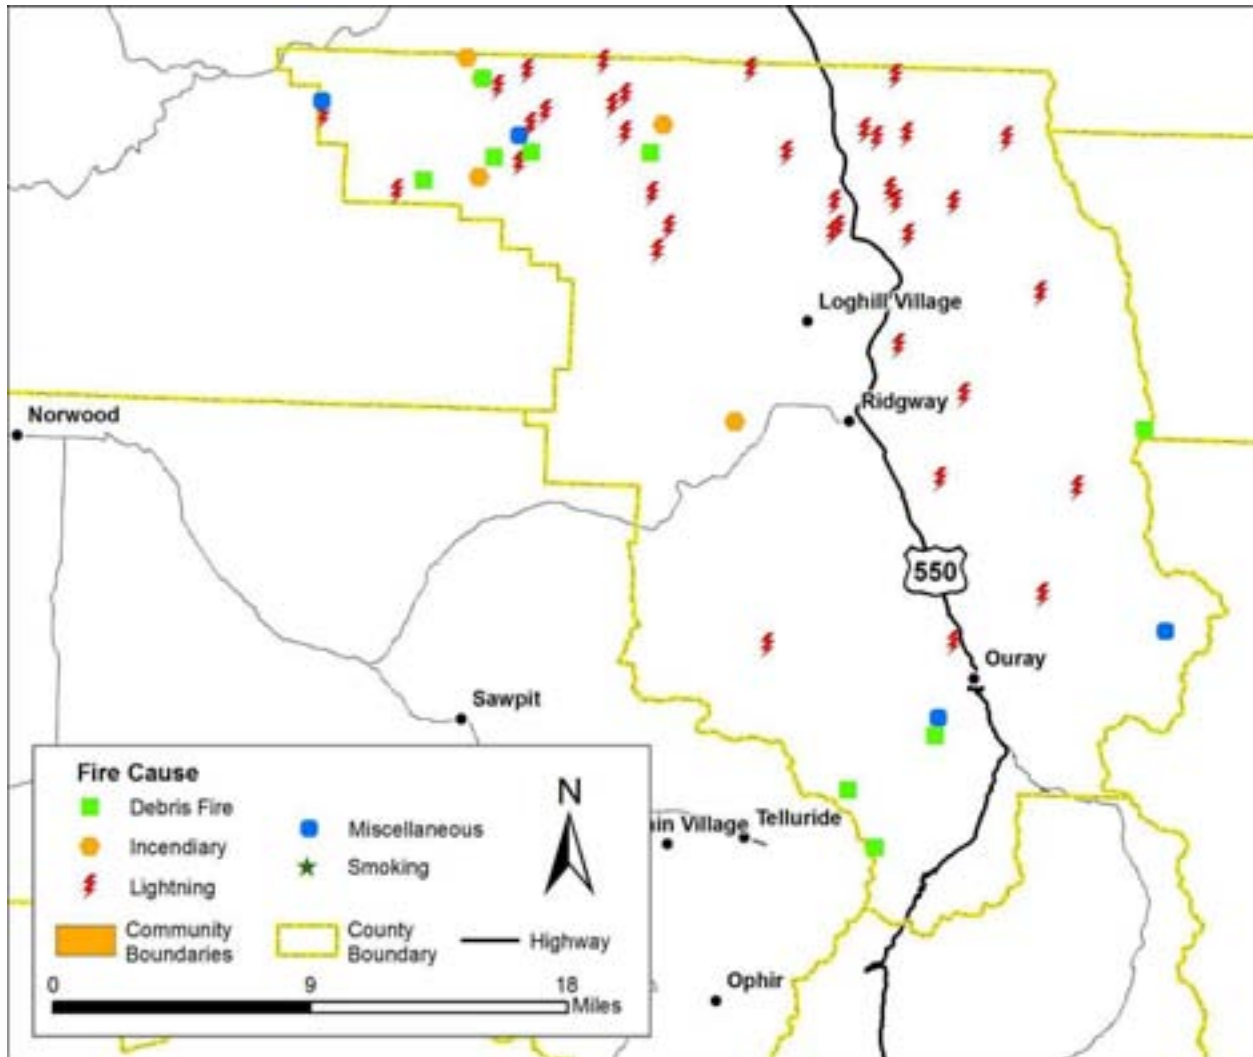 Loghill Village
Norwood
Ridgway
550
Ouray
Sawpit
Fire Cause
Debris Fire
Incendiary
Lightning
Miscellaneous
Smoking
Community
Boundaries
County
Boundary
Highway
0 9 18
Miles
N
Village
Telluride
Ophir